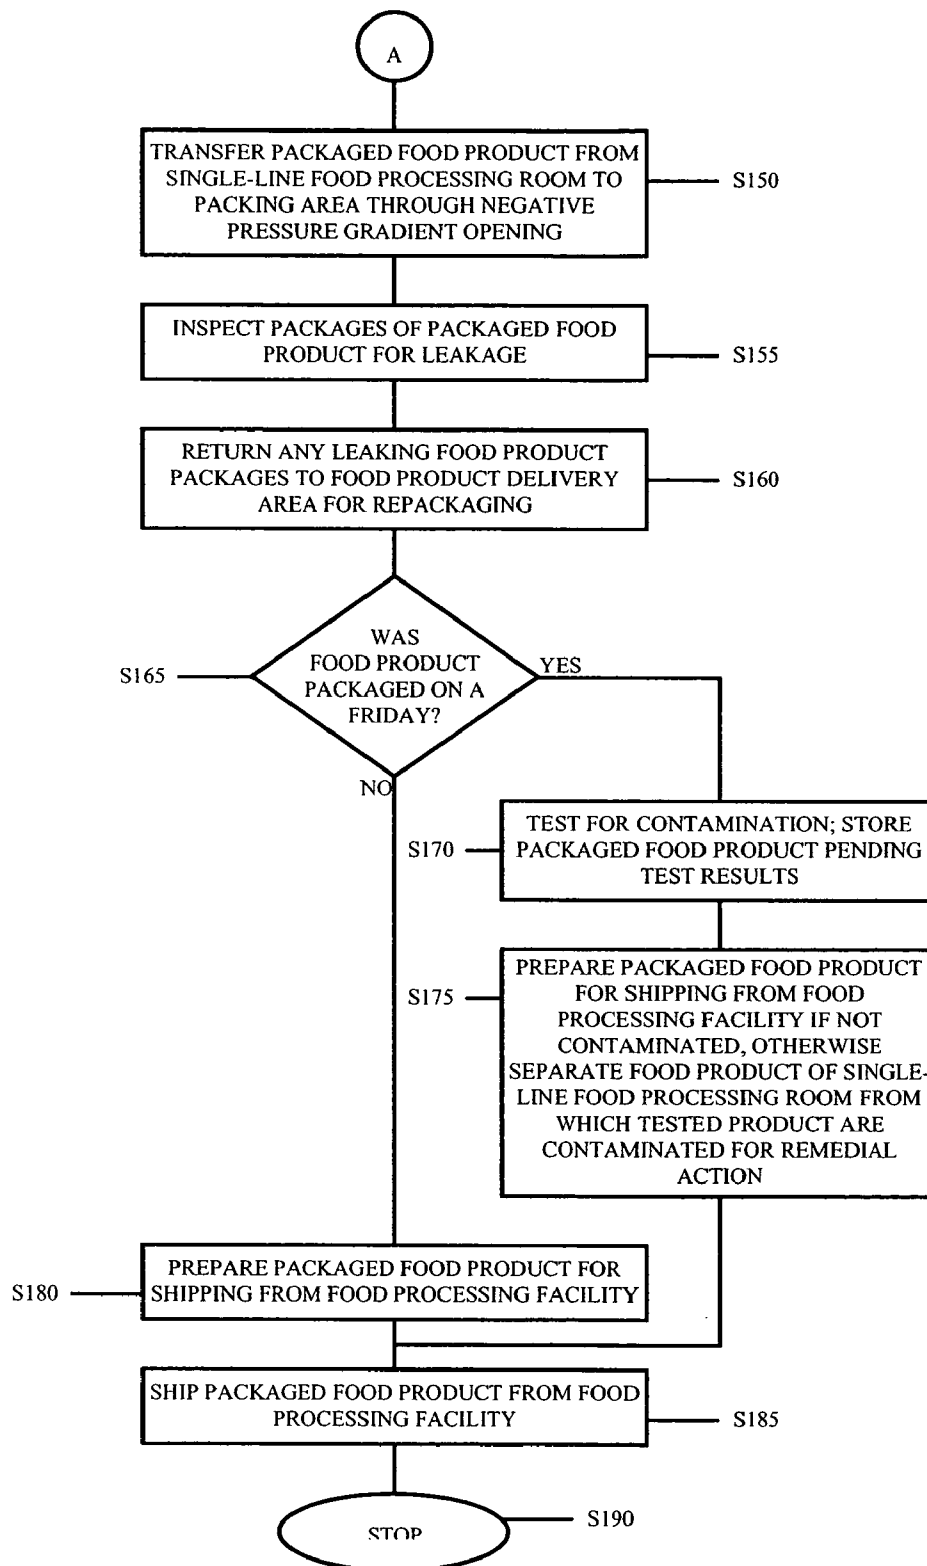 A
TRANSFER PACKAGED FOOD PRODUCT FROM
SINGLE-LINE FOOD PROCESSING ROOM TO
PACKING AREA THROUGH NEGATIVE
PRESSURE GRADIENT OPENING
S150
INSPECT PACKAGES OF PACKAGED FOOD
PRODUCT FOR LEAKAGE
S155
RETURN ANY LEAKING FOOD PRODUCT
PACKAGES TO FOOD PRODUCT DELIVERY
AREA FOR REPACKAGING
S160
WAS
FOOD PRODUCT
PACKAGED ON A
FRIDAY?
S165
YES
NO
TEST FOR CONTAMINATION; STORE
PACKAGED FOOD PRODUCT PENDING
TEST RESULTS
S170
PREPARE PACKAGED FOOD PRODUCT
FOR SHIPPING FROM FOOD
PROCESSING FACILITY IF NOT
CONTAMINATED, OTHERWISE
SEPARATE FOOD PRODUCT OF SINGLE-
LINE FOOD PROCESSING ROOM FROM
WHICH TESTED PRODUCT ARE
CONTAMINATED FOR REMEDIAL
ACTION
S175
PREPARE PACKAGED FOOD PRODUCT FOR
SHIPPING FROM FOOD PROCESSING FACILITY
S180
SHIP PACKAGED FOOD PRODUCT FROM FOOD
PROCESSING FACILITY
S185
STOP
S190